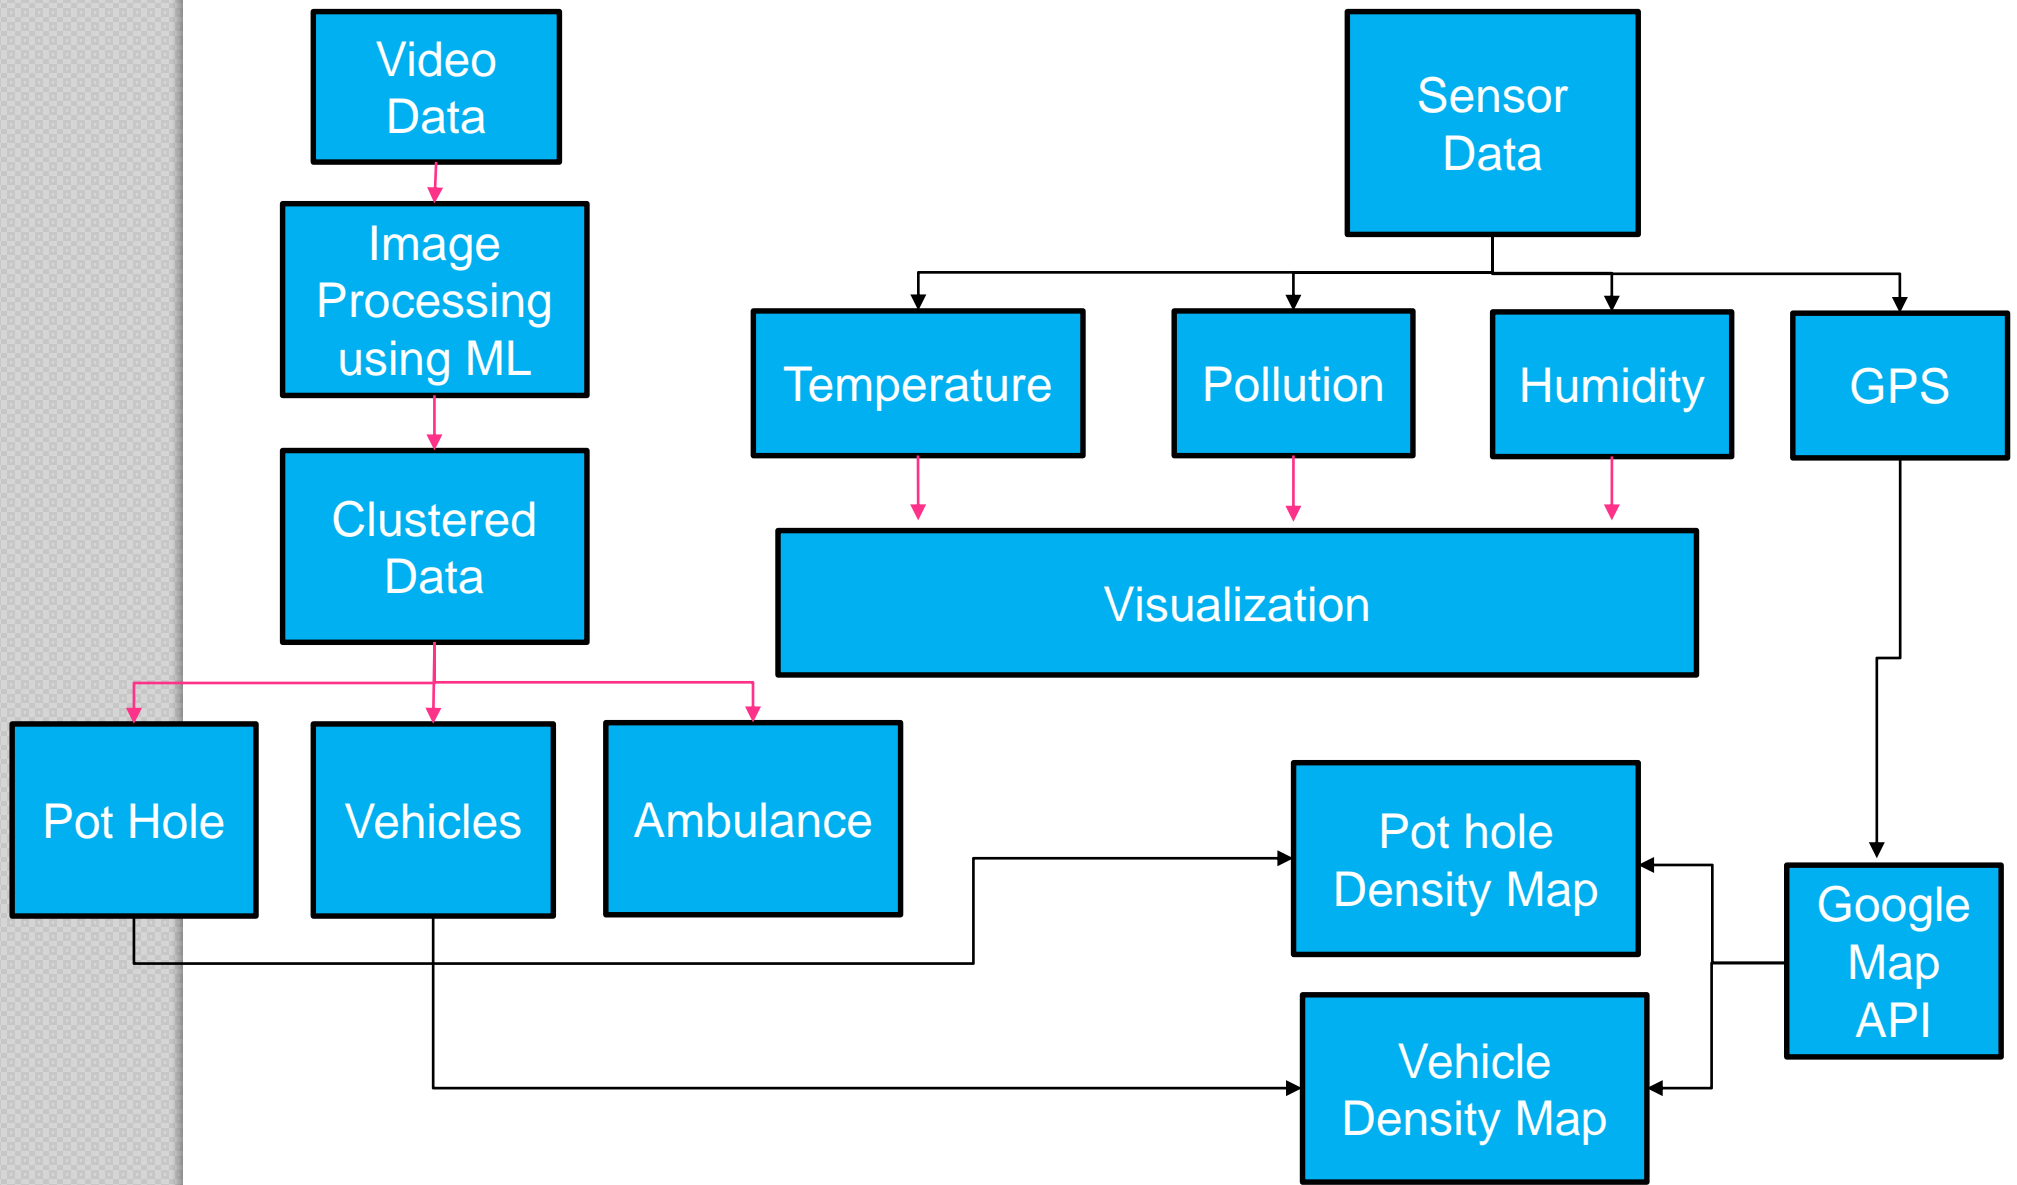 Video
Data
Sensor
Data
Image
Processing
using ML
Temperature
Pollution
Humidity
GPS
Clustered
Data
Visualization
Pot Hole
Vehicles
Ambulance
Pot hole
Density Map
Google
Map
API
Vehicle
Density Map